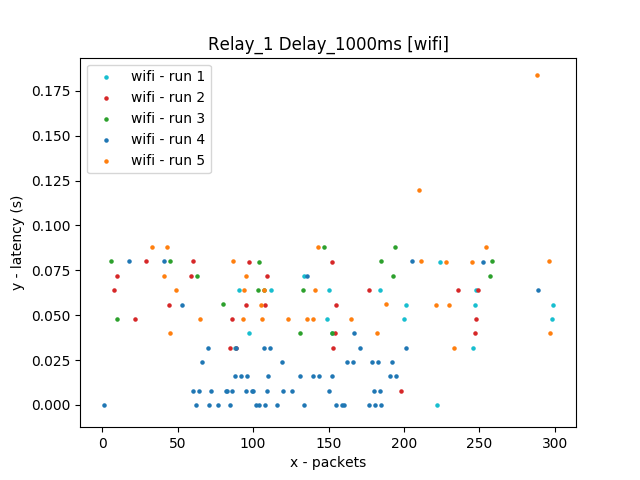 Relay_1 Delay_1000ms [wifi]
wifi - run 1
wifi - run 2
wifi - run 3
wifi - run 4
wifi - run 5
y - latency (s)
0.175
0.150
0.125
0.100
0.075
0.050
0.025
0.000
0 50 100 150 200 250 300
x - packets